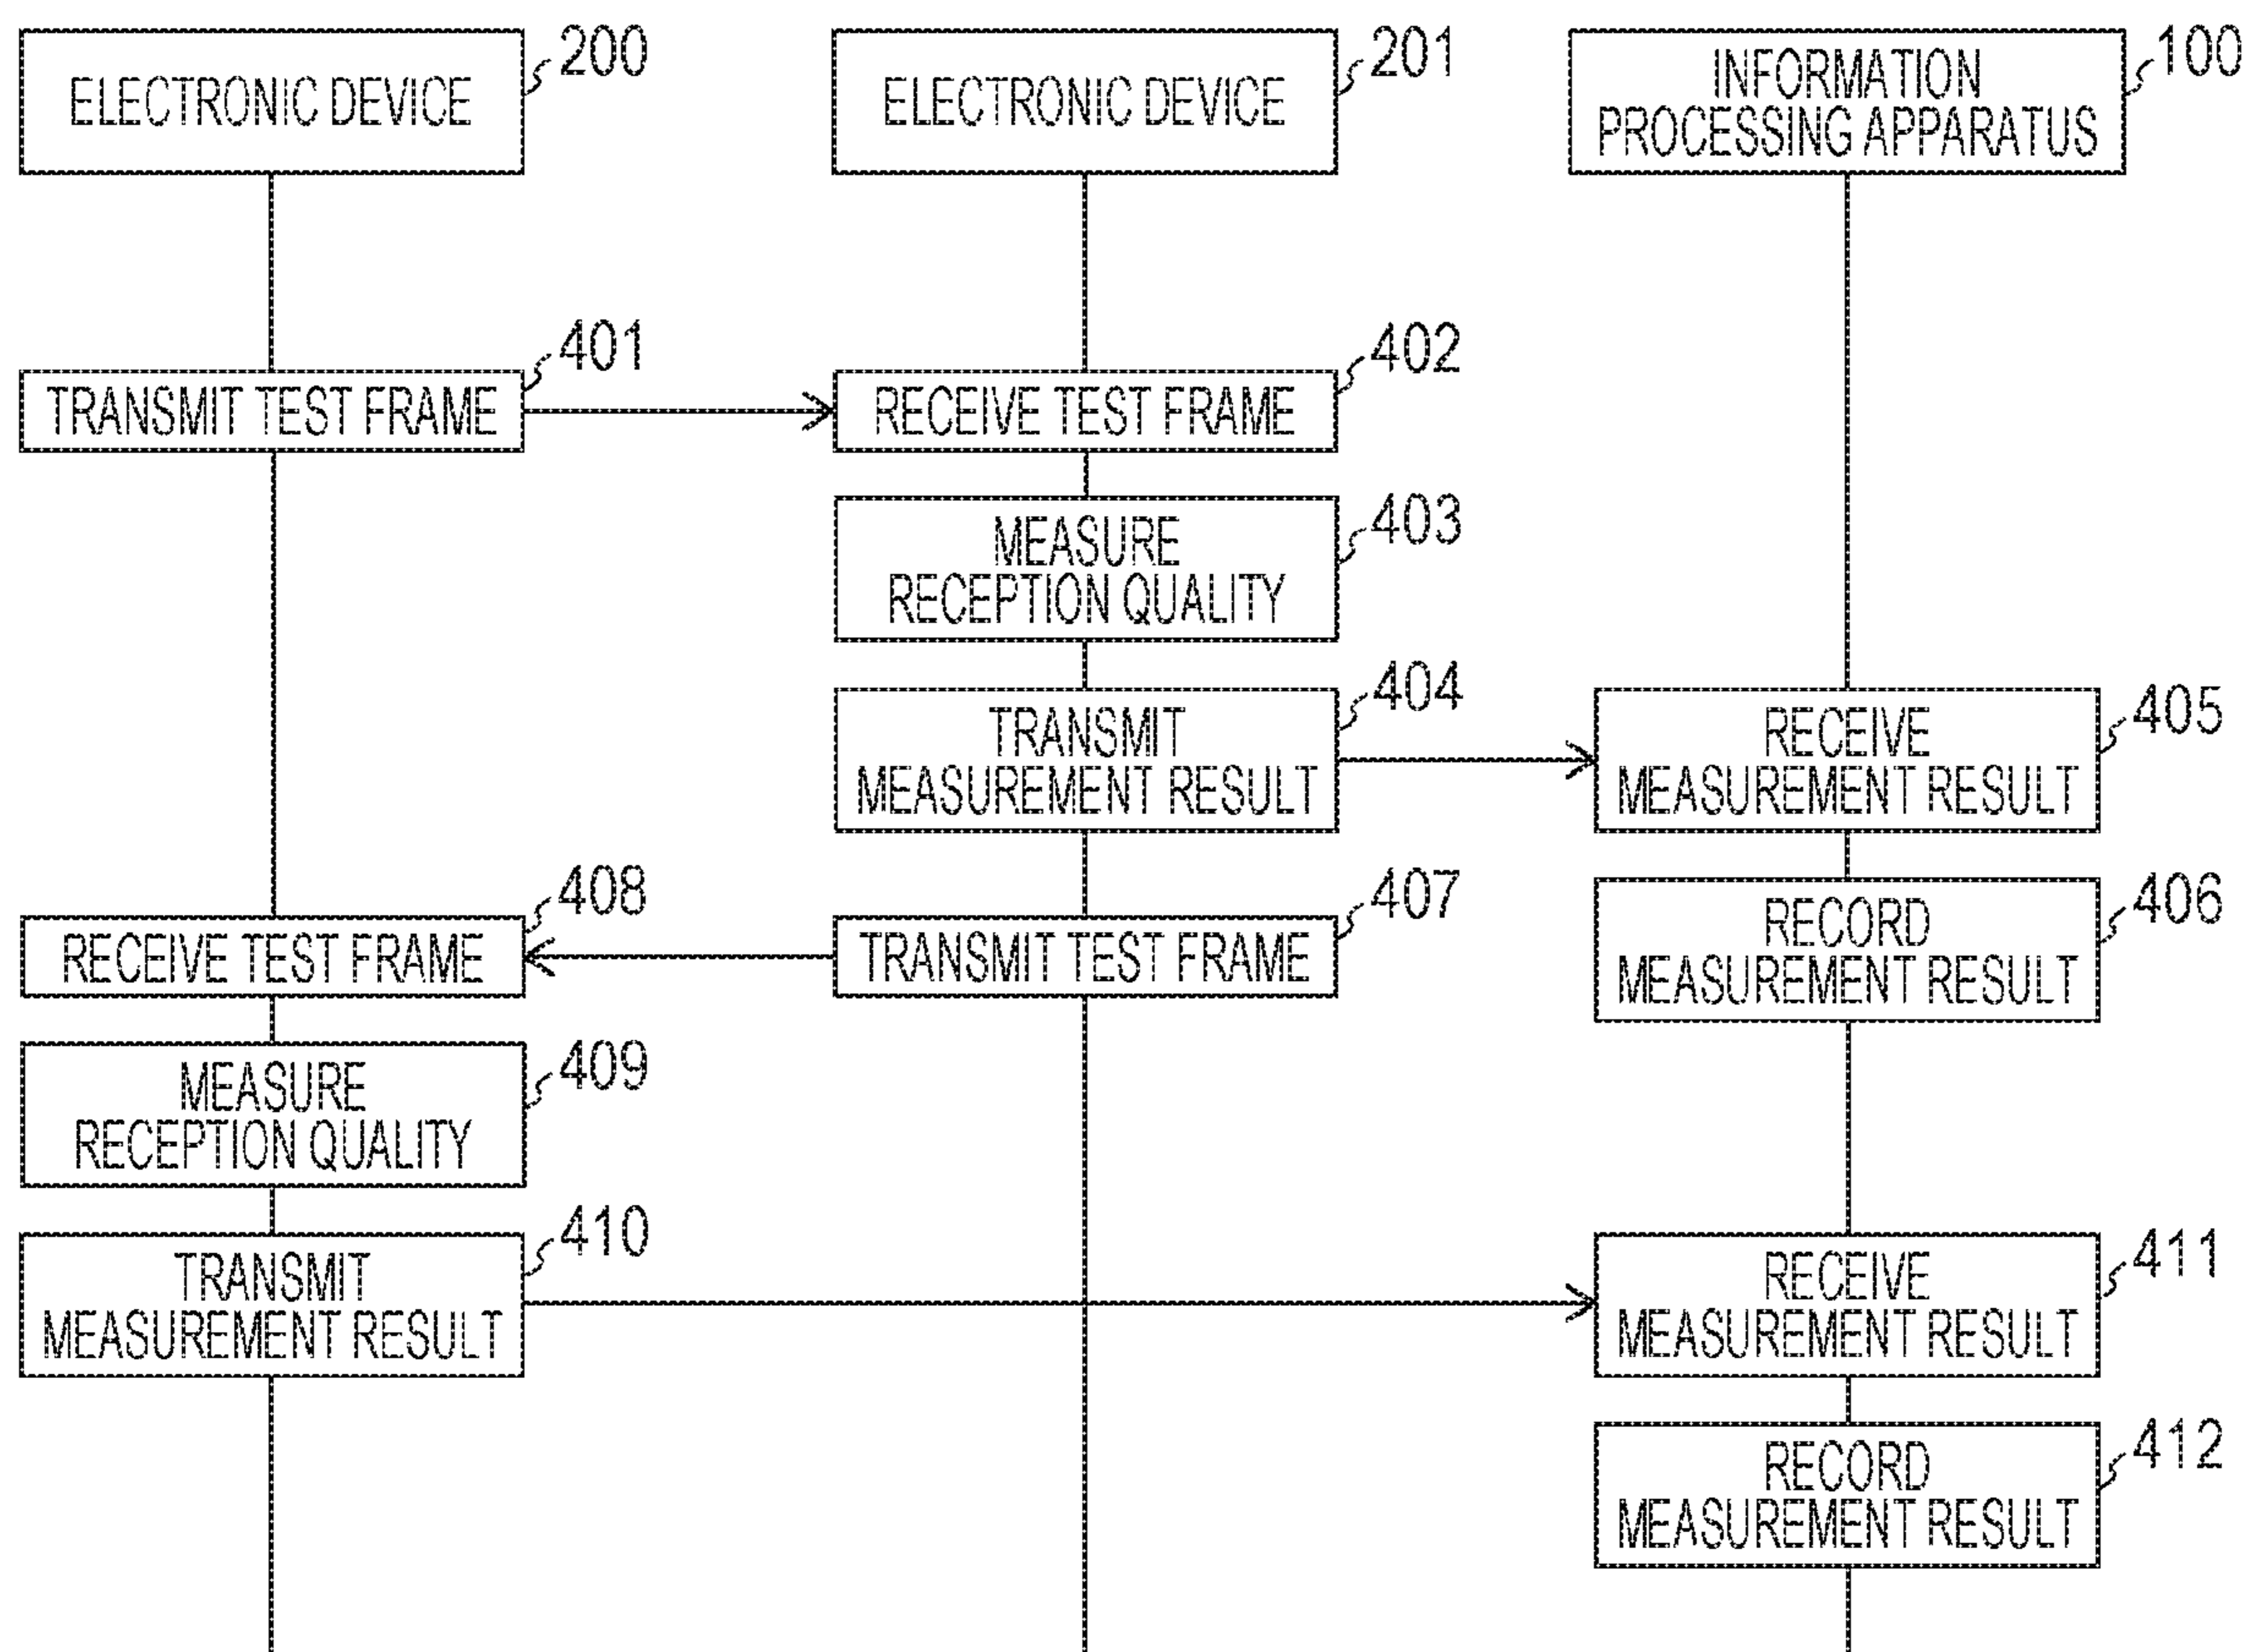 ELECTRONIC DEVICE
200
ELECTRONIC DEVICE
201
INFORMATION
PROCESSING APPARATUS
100
TRANSMIT TEST FRAME
401
RECEIVE TEST FRAME
402
MEASURE
RECEPTION QUALITY
403
TRANSMIT
MEASUREMENT RESULT
404
RECEIVE
MEASUREMENT RESULT
405
RECORD
MEASUREMENT RESULT
406
TRANSMIT TEST FRAME
407
RECEIVE TEST FRAME
408
MEASURE
RECEPTION QUALITY
409
TRANSMIT
MEASUREMENT RESULT
410
RECEIVE
MEASUREMENT RESULT
411
RECORD
MEASUREMENT RESULT
412